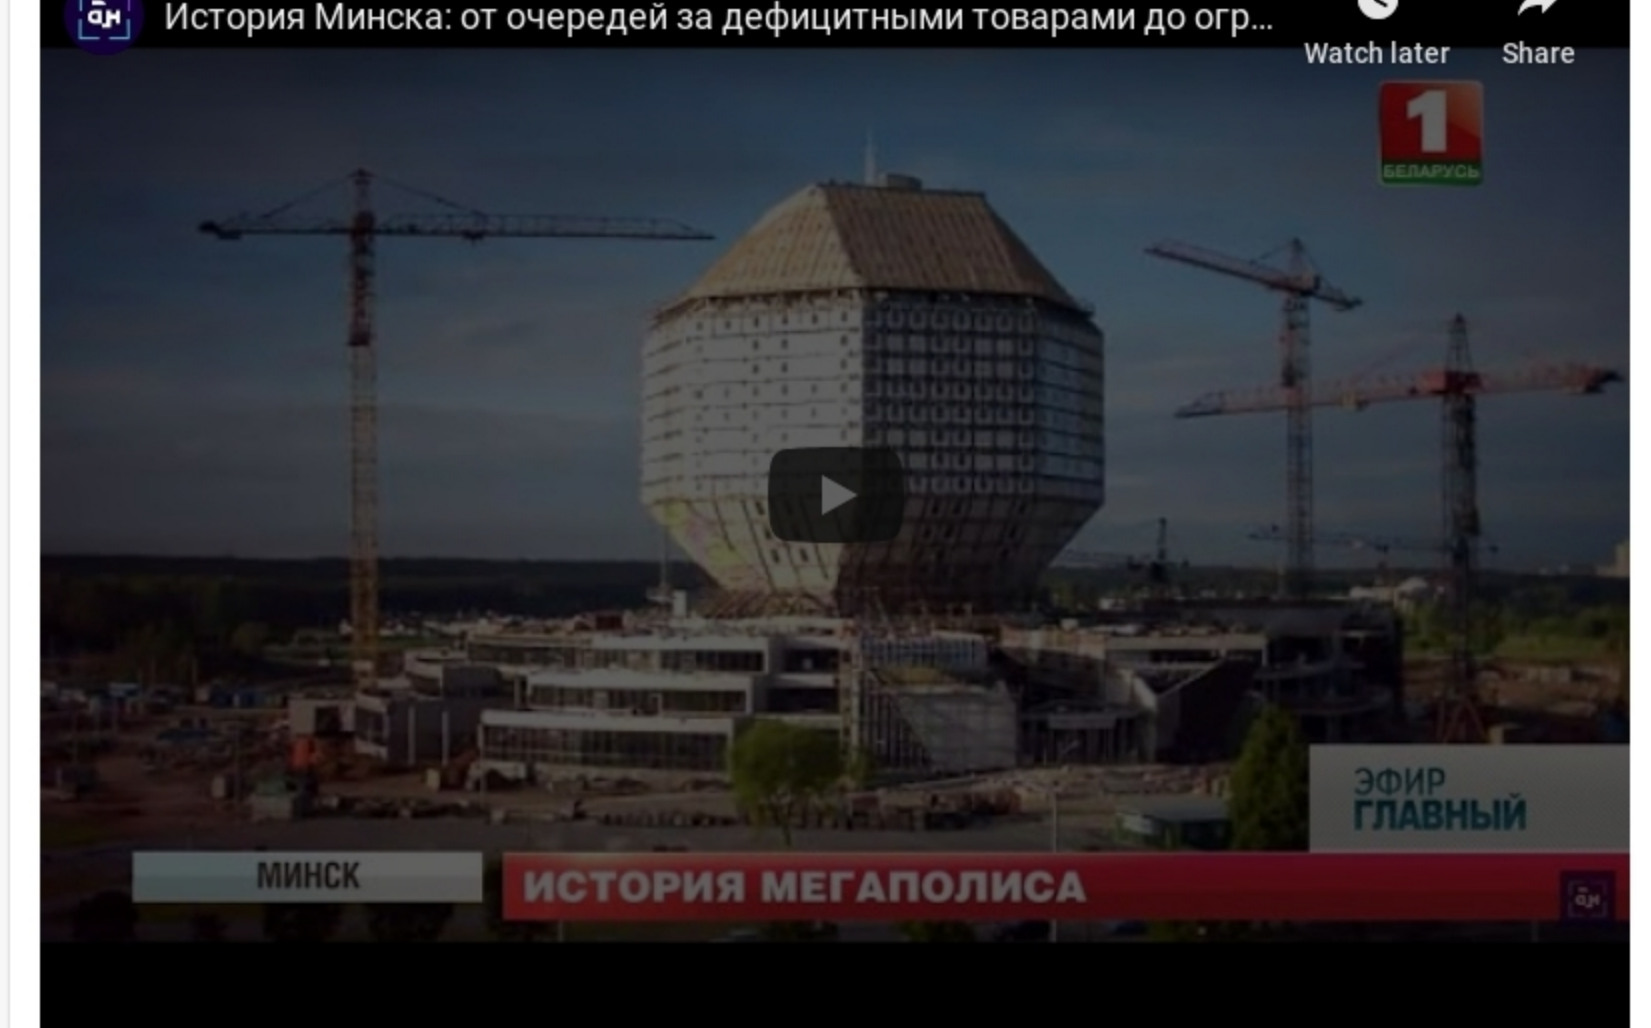 История Минска: от очередей за дефицитными товарами до огр...
Watch later
Share
1
БЕЛАРУСЬ
ЭФИР
ГЛАВНЫЙ
МИНСК
ИСТОРИЯ МЕГАПОЛИСА